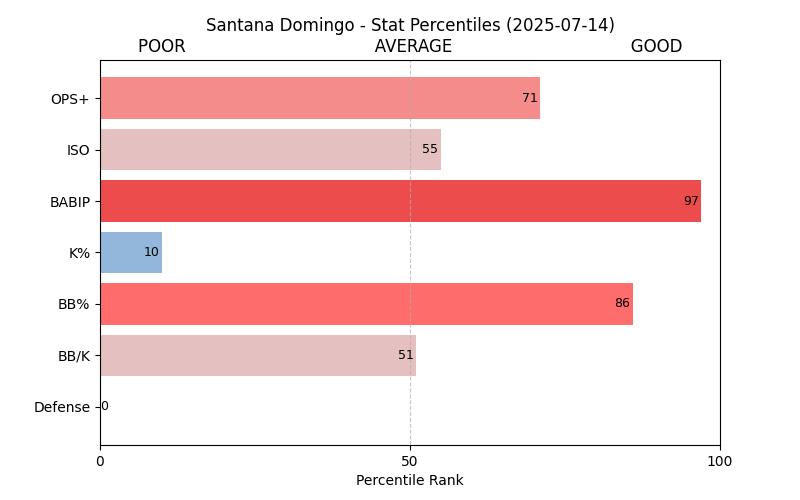 Santana Domingo - Stat Percentiles (2025-07-14)
POOR AVERAGE GOOD
OPS+ 71
ISO 55
BABIP 97
K% 10
BB% 86
BB/K 51
Defense 0
0 50 100
Percentile Rank